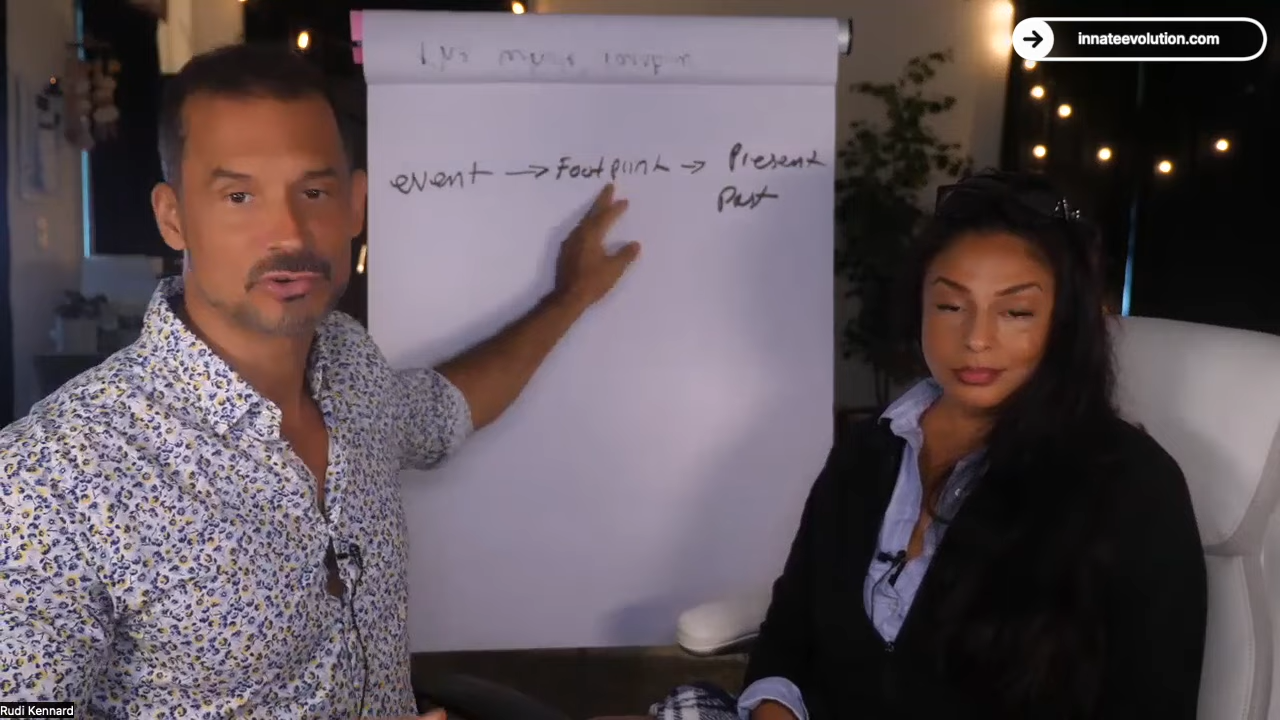 innateevolution.com
event → Footprint → Present
Past
Rudi Kennard